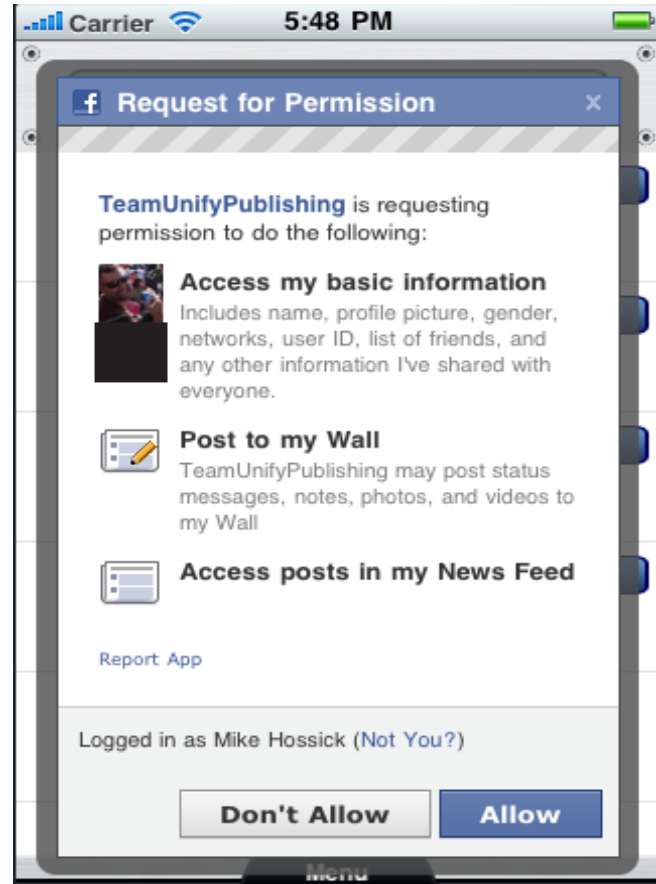 Carrier 5:48 PM
f Request for Permission x
TeamUnifyPublishing is requesting
permission to do the following:
Access my basic information
Includes name, profile picture, gender,
networks, user ID, list of friends, and
any other information I've shared with
everyone.
Post to my Wall
TeamUnifyPublishing may post status
messages, notes, photos, and videos to
my Wall
Access posts in my News Feed
Report App
Logged in as Mike Hossick (Not You?)
Don't Allow Allow
Menu